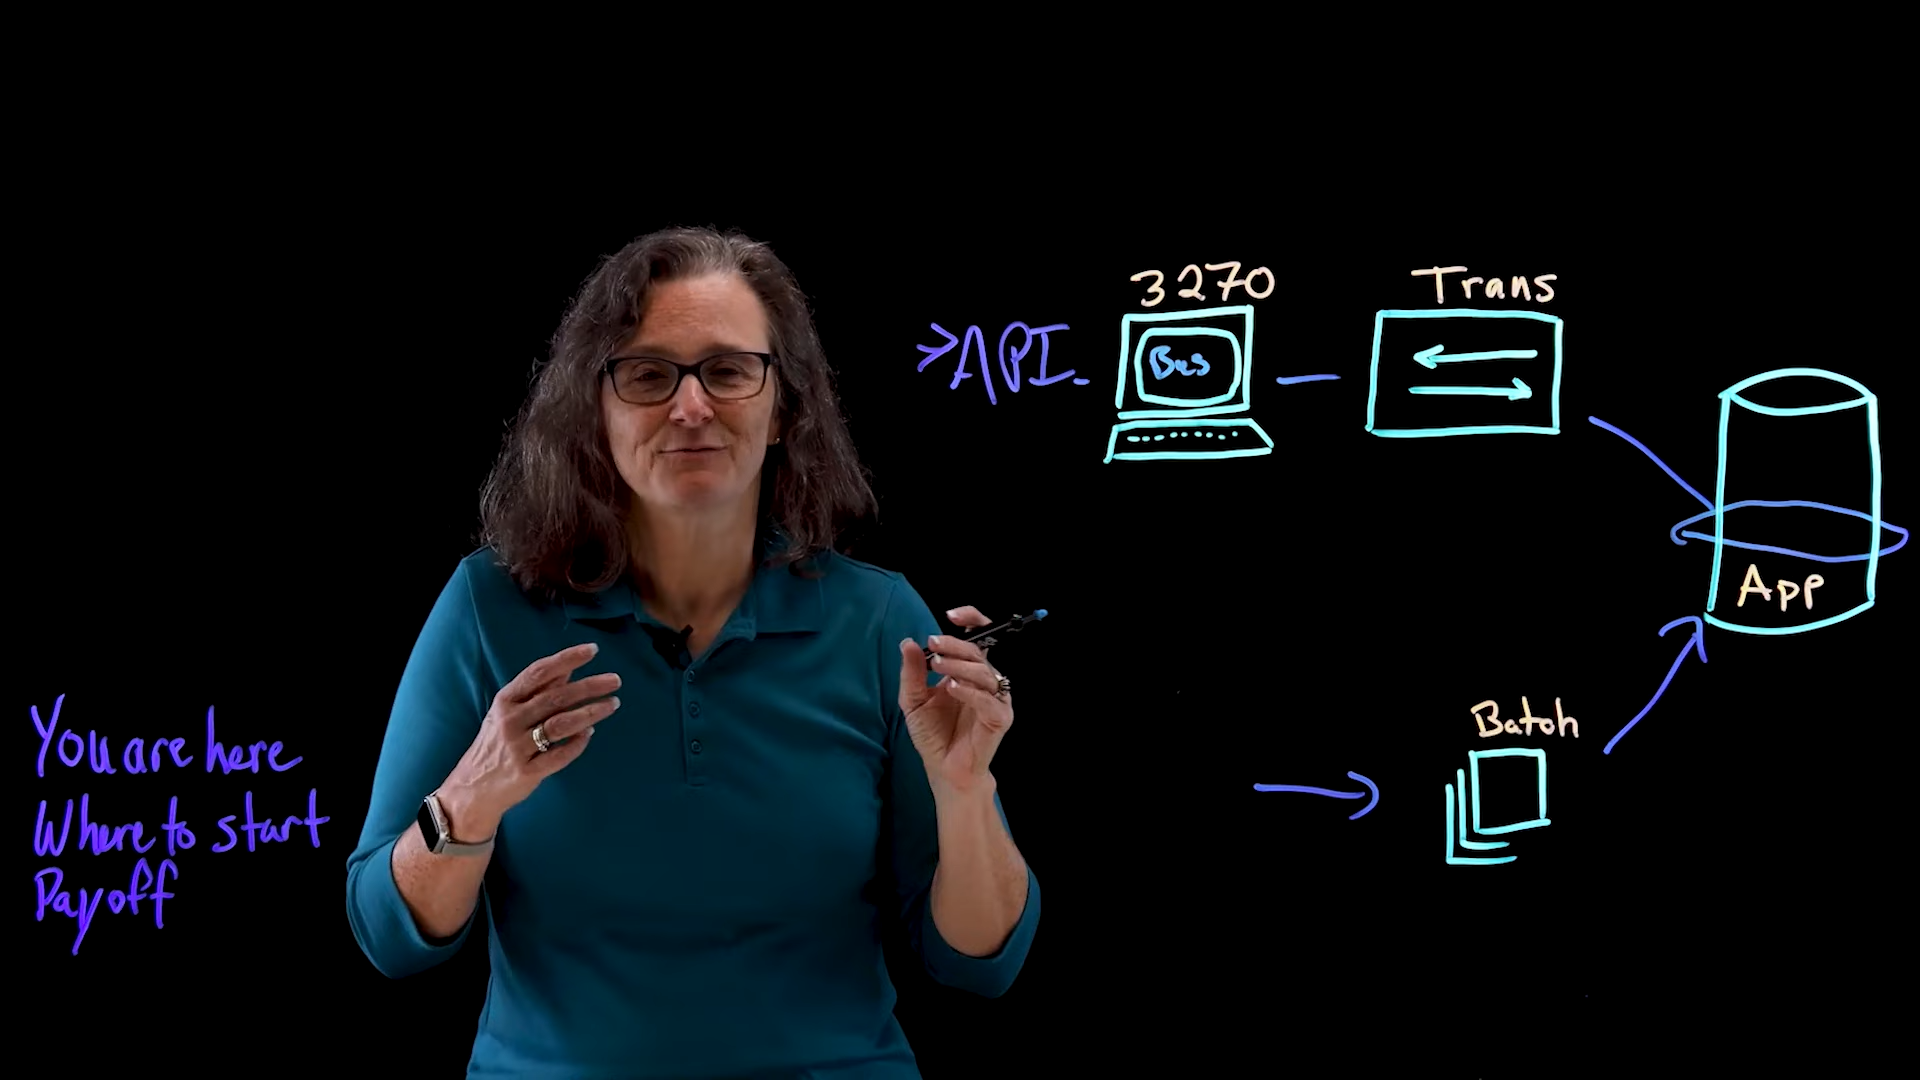 3270
Trans
>API.
Bus
App
Batch
You are here
Where to start
Payoff